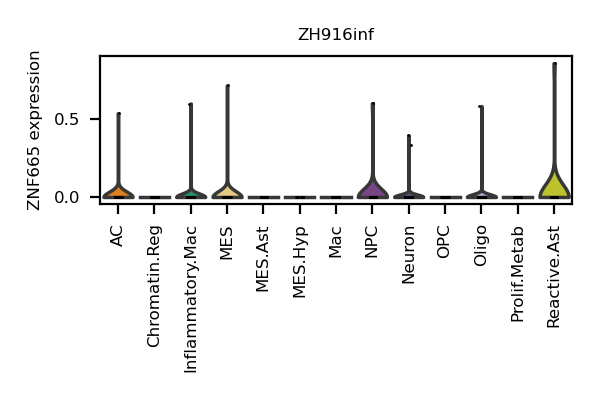 ZH916inf
ZNF665 expression
0.5
0.0
AC
Chromatin.Reg
Inflammatory.Mac
MES
MES.Ast
MES.Hyp
Mac
NPC
Neuron
OPC
Oligo
Prolif.Metab
Reactive.Ast